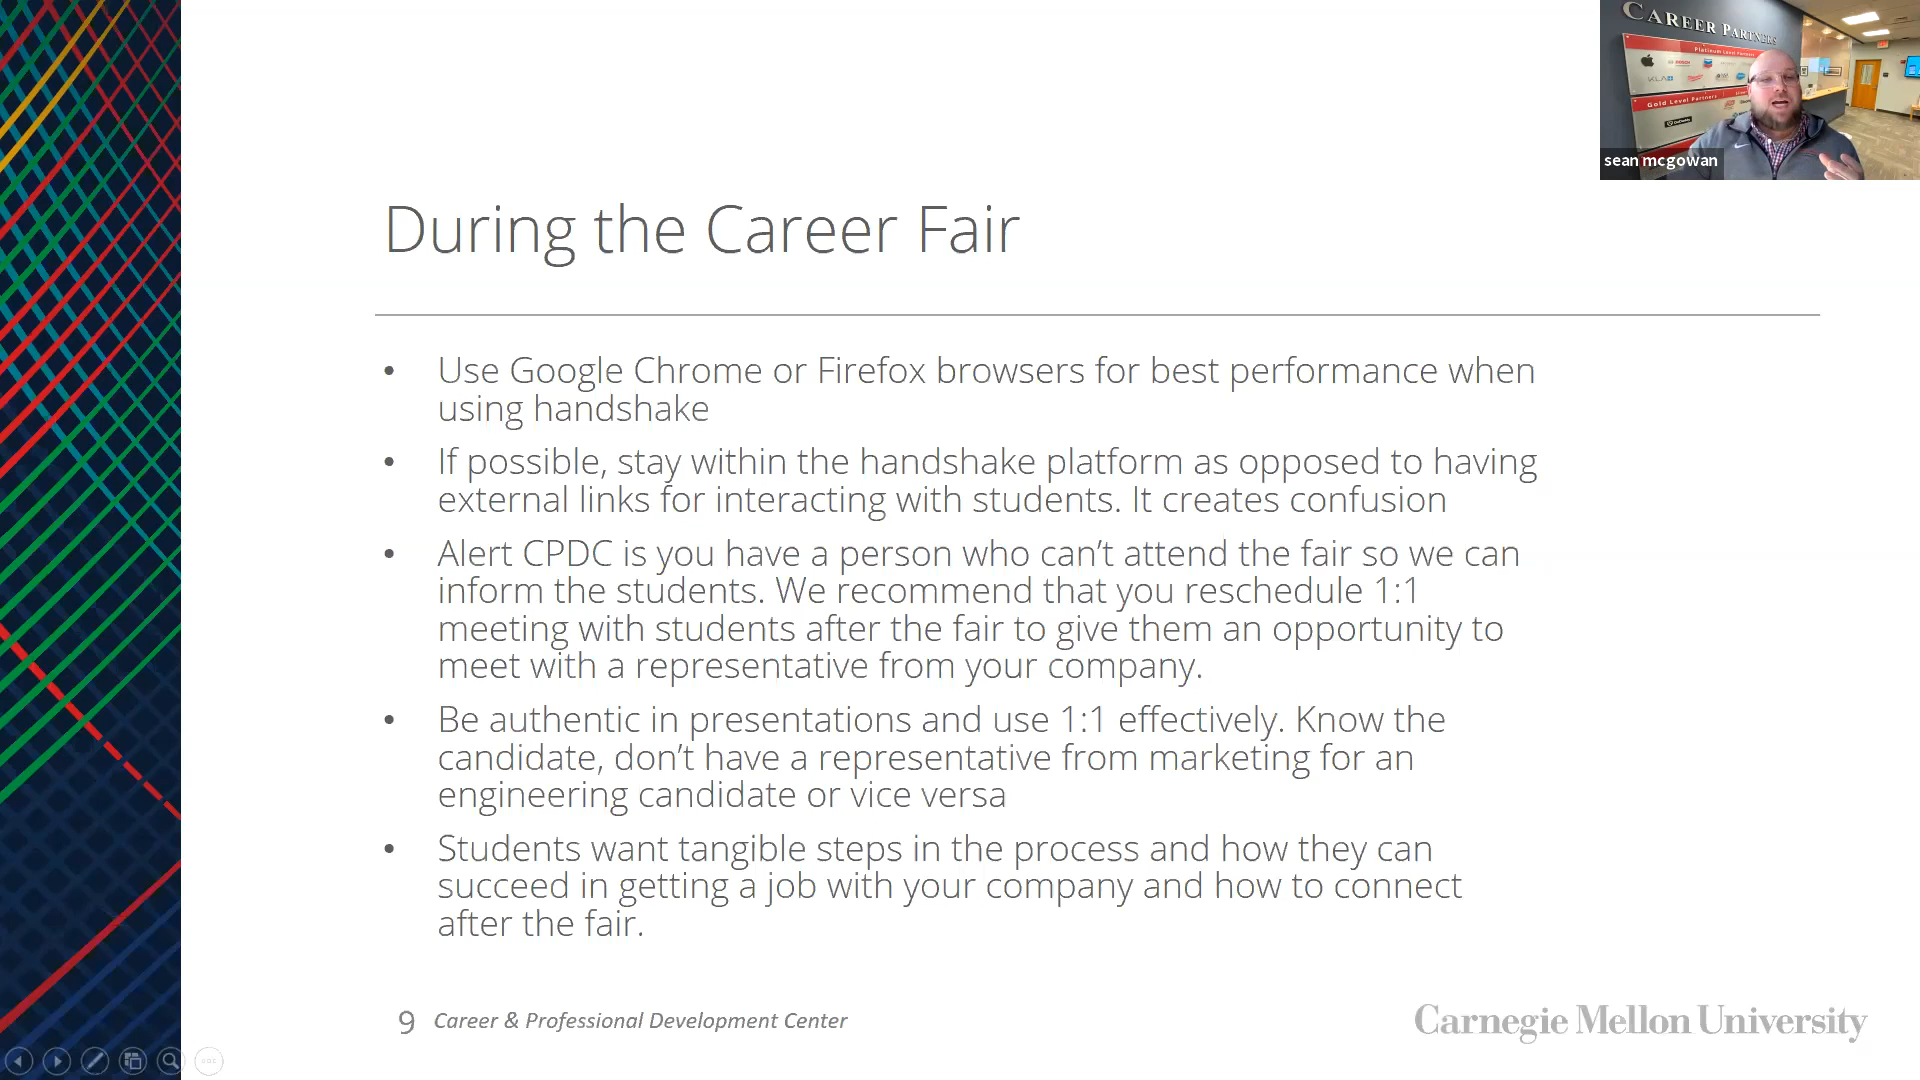 CAREER PARTNERS
Platinum Level Partners
KLA
Gold Level Partners
sean mcgowan
During the Career Fair
• Use Google Chrome or Firefox browsers for best performance when
using handshake
• If possible, stay within the handshake platform as opposed to having
external links for interacting with students. It creates confusion
• Alert CPDC is you have a person who can’t attend the fair so we can
inform the students. We recommend that you reschedule 1:1
meeting with students after the fair to give them an opportunity to
meet with a representative from your company.
• Be authentic in presentations and use 1:1 effectively. Know the
candidate, don’t have a representative from marketing for an
engineering candidate or vice versa
• Students want tangible steps in the process and how they can
succeed in getting a job with your company and how to connect
after the fair.
9 Career & Professional Development Center
Carnegie Mellon University